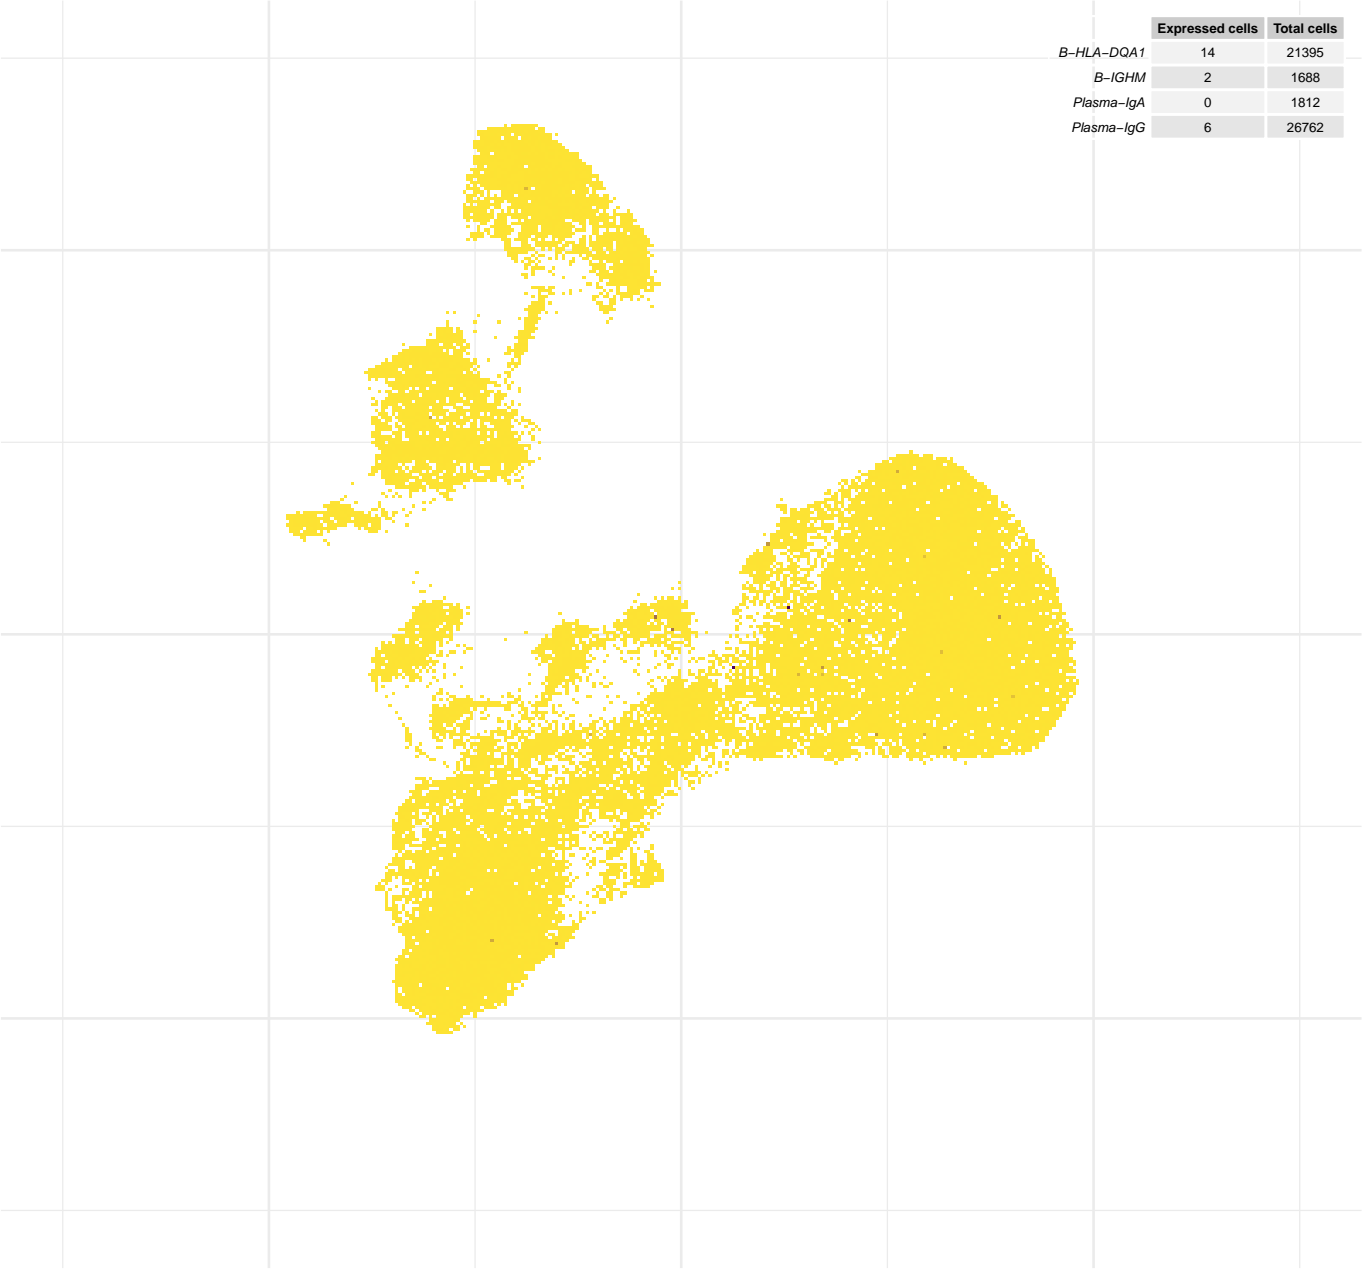 Expressed cells Total cells
B−HLA−DQA1 14 21395
B−IGHM 2 1688
Plasma−IgA 0 1812
Plasma−IgG 6 26762